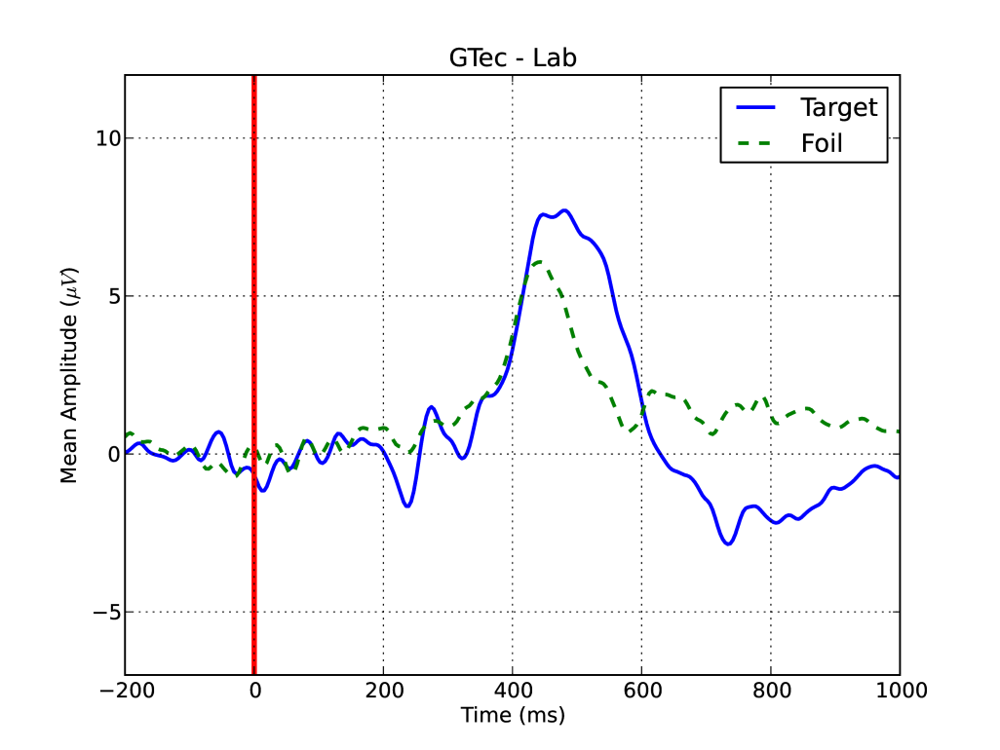 GTec - Lab
Target
Foil
Mean Amplitude (μV)
10
5
0
−5
−200 0 200 400 600 800 1000
Time (ms)